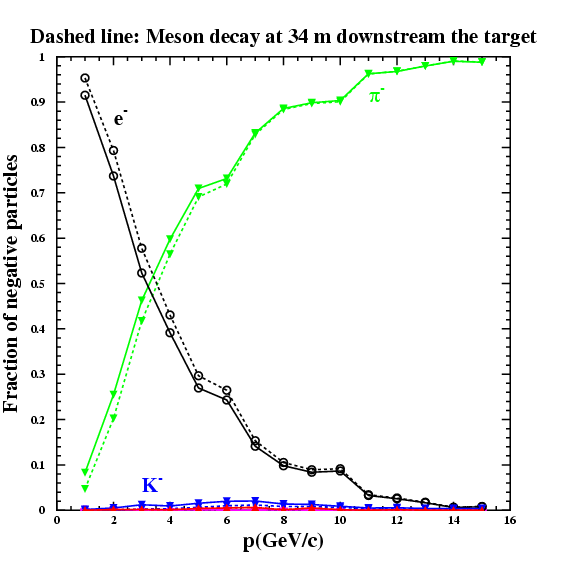 Dashed line: Meson decay at 34 m downstream the target
Fraction of negative particles
1
0.9
0.8
0.7
0.6
0.5
0.4
0.3
0.2
0.1
0
e-
π-
K-
0 2 4 6 8 10 12 14 16
p(GeV/c)